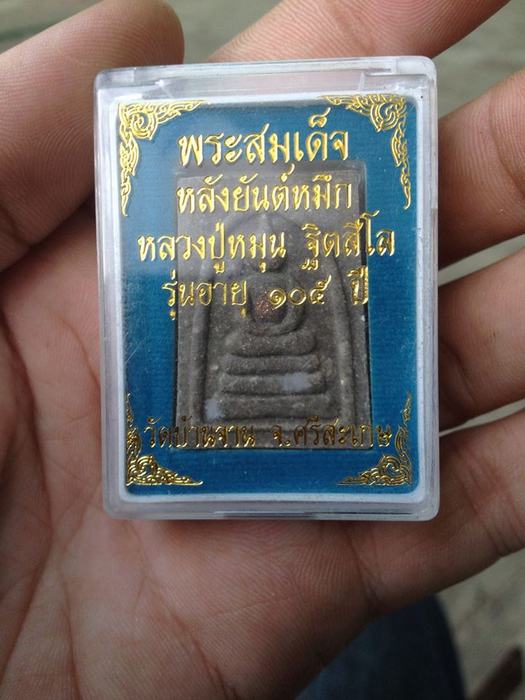 พระสมเด็จ
หลังยันต์หมึก
หลวงปู่หมุน ฐิตสีโล
รุ่นอายุ ๑๐๕ ปี
วัดบ้านจาน จ.ศรีสะเกษ